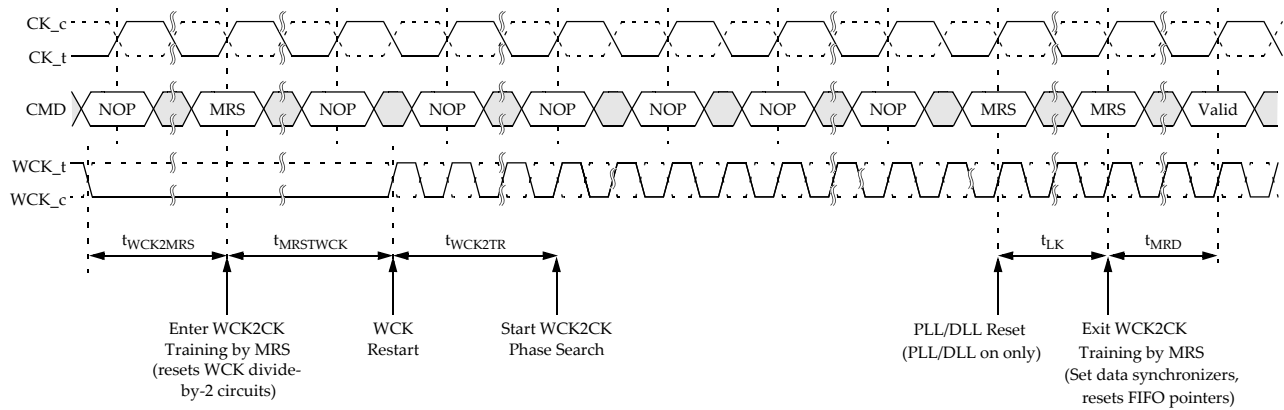 CK_c
CK_t
CMD NOP MRS NOP NOP NOP NOP NOP NOP MRS MRS Valid
WCK_t
WCK_c
tWCK2MRS tMRSTWCK tWCK2TR tLK tMRD
Enter WCK2CK
Training by MRS
(resets WCK divide-
by-2 circuits)
WCK
Restart
Start WCK2CK
Phase Search
PLL/DLL Reset
(PLL/DLL on only)
Exit WCK2CK
Training by MRS
(Set data synchronizers,
resets FIFO pointers)